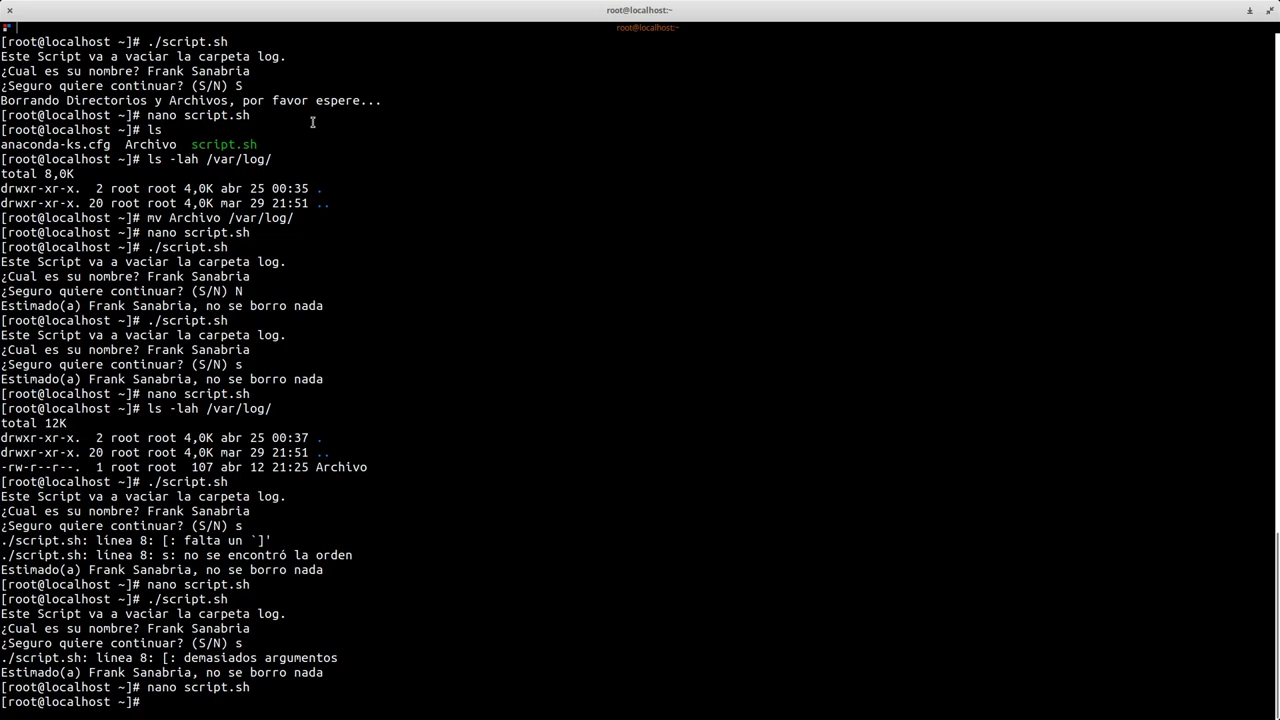 root@localhost:~
root@localhost:~
[root@localhost ~]# ./script.sh
Este Script va a vaciar la carpeta log.
¿Cual es su nombre? Frank Sanabria
¿Seguro quiere continuar? (S/N) S
Borrando Directorios y Archivos, por favor espere...
[root@localhost ~]# nano script.sh
[root@localhost ~]# ls
anaconda-ks.cfg  Archivo  script.sh
[root@localhost ~]# ls -lah /var/log/
total 8,0K
drwxr-xr-x.  2 root root 4,0K abr 25 00:35 .
drwxr-xr-x. 20 root root 4,0K mar 29 21:51 ..
[root@localhost ~]# mv Archivo /var/log/
[root@localhost ~]# nano script.sh
[root@localhost ~]# ./script.sh
Este Script va a vaciar la carpeta log.
¿Cual es su nombre? Frank Sanabria
¿Seguro quiere continuar? (S/N) N
Estimado(a) Frank Sanabria, no se borro nada
[root@localhost ~]# ./script.sh
Este Script va a vaciar la carpeta log.
¿Cual es su nombre? Frank Sanabria
¿Seguro quiere continuar? (S/N) s
Estimado(a) Frank Sanabria, no se borro nada
[root@localhost ~]# nano script.sh
[root@localhost ~]# ls -lah /var/log/
total 12K
drwxr-xr-x.  2 root root 4,0K abr 25 00:37 .
drwxr-xr-x. 20 root root 4,0K mar 29 21:51 ..
-rw-r--r--.  1 root root  107 abr 12 21:25 Archivo
[root@localhost ~]# ./script.sh
Este Script va a vaciar la carpeta log.
¿Cual es su nombre? Frank Sanabria
¿Seguro quiere continuar? (S/N) s
./script.sh: línea 8: [: falta un `]'
./script.sh: línea 8: s: no se encontró la orden
Estimado(a) Frank Sanabria, no se borro nada
[root@localhost ~]# nano script.sh
[root@localhost ~]# ./script.sh
Este Script va a vaciar la carpeta log.
¿Cual es su nombre? Frank Sanabria
¿Seguro quiere continuar? (S/N) s
./script.sh: línea 8: [: demasiados argumentos
Estimado(a) Frank Sanabria, no se borro nada
[root@localhost ~]# nano script.sh
[root@localhost ~]#